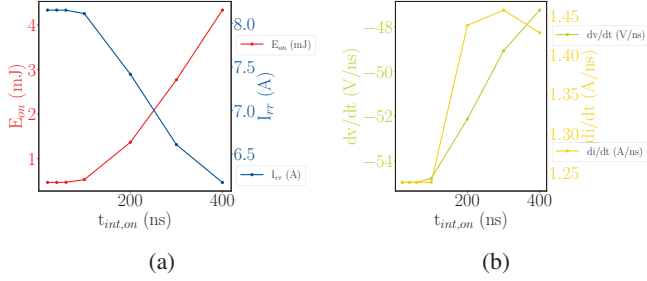 4
3
2
1
E_on (mJ)
8.0
7.5
7.0
6.5
I_rr (A)
E_on (mJ)
I_rr (A)
200
300
400
t_int,on (ns)
(a)
−48
−50
−52
−54
dv/dt (V/ns)
1.45
1.40
1.35
1.30
1.25
di/dt (A/ns)
dv/dt (V/ns)
di/dt (A/ns)
200
300
400
t_int,on (ns)
(b)